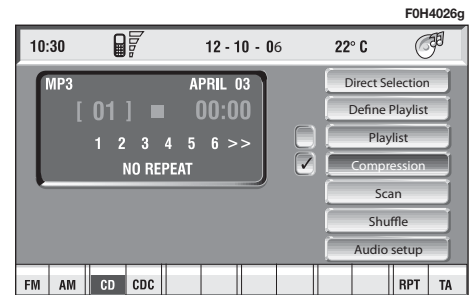 F0H4026g
10:30 12 - 10 - 06 22° C
MP3 APRIL 03
[ 01 ] ■ 00:00
1 2 3 4 5 6 >>
NO REPEAT
Direct Selection
Define Playlist
Playlist
Compression
Scan
Shuffle
Audio setup
FM AM CD CDC RPT TA